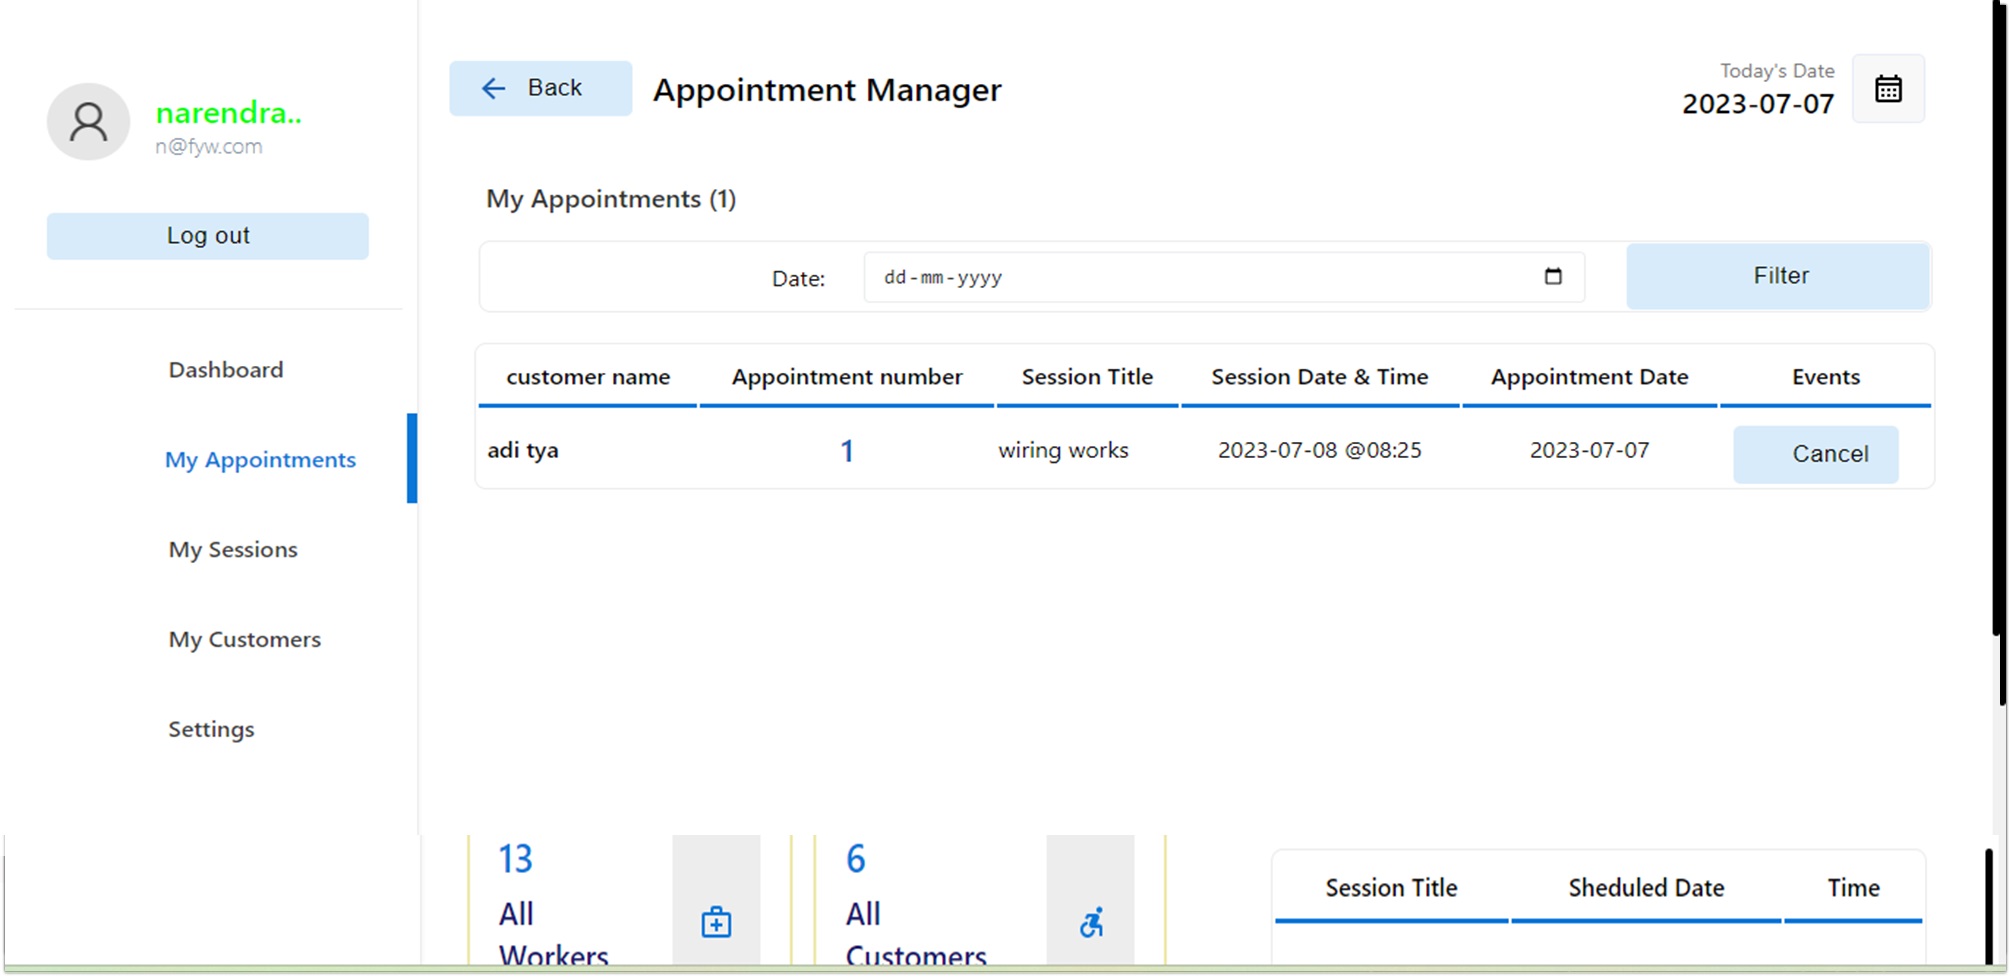 narendra..
n@fyw.com
Log out
Dashboard
My Appointments
My Sessions
My Customers
Settings
Back
Appointment Manager
Today's Date
2023-07-07
My Appointments (1)
Date: dd-mm-yyyy Filter
customer name Appointment number Session Title Session Date & Time Appointment Date Events
adi tya 1 wiring works 2023-07-08 @08:25 2023-07-07 Cancel
13
All
Workers
6
All
Customers
Session Title Sheduled Date Time